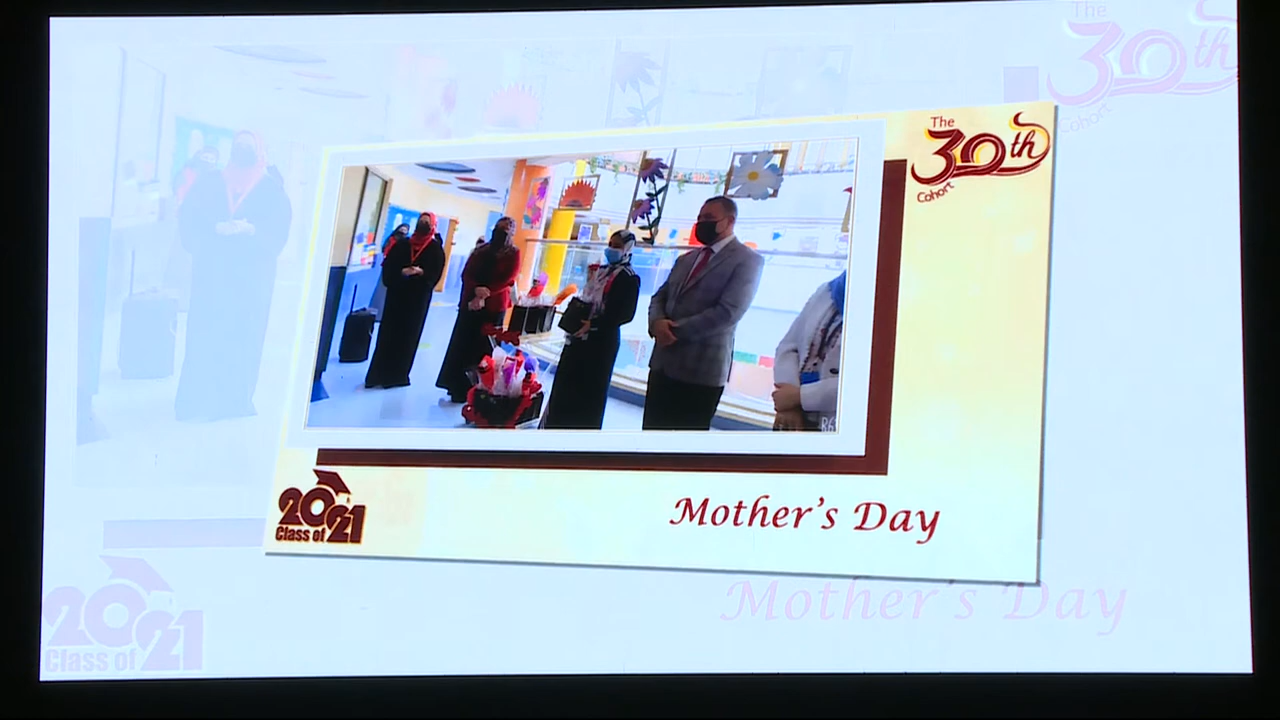 The
30th
Cohort
The
30th
Cohort
2021
Class of
Mother's Day
Mother's Day
2021
Class of